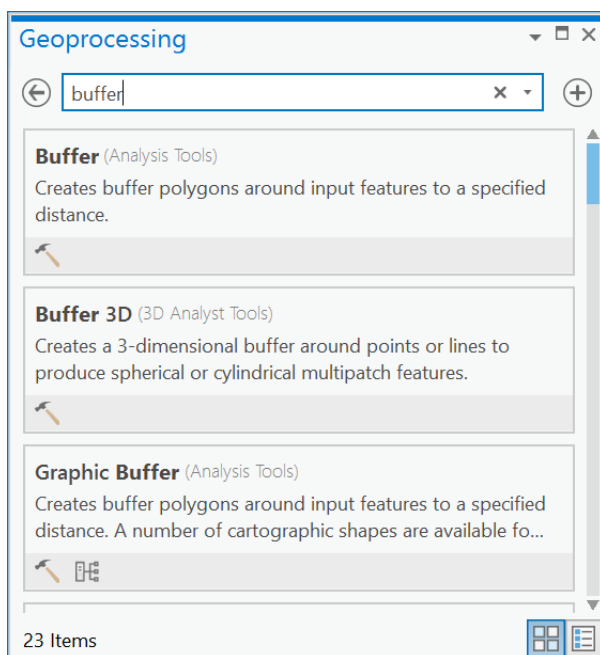 Geoprocessing
buffer
Buffer (Analysis Tools)
Creates buffer polygons around input features to a specified
distance.
Buffer 3D (3D Analyst Tools)
Creates a 3-dimensional buffer around points or lines to
produce spherical or cylindrical multipatch features.
Graphic Buffer (Analysis Tools)
Creates buffer polygons around input features to a specified
distance. A number of cartographic shapes are available fo...
23 Items